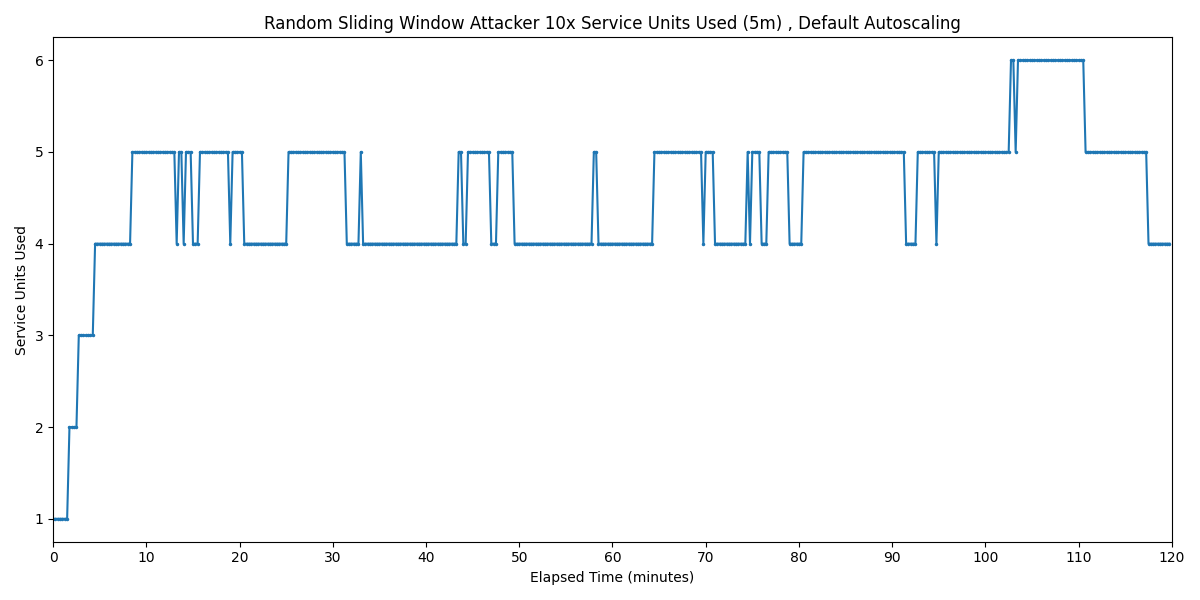 Random Sliding Window Attacker 10x Service Units Used (5m) , Default Autoscaling
Service Units Used
6
5
4
3
2
1
0 10 20 30 40 50 60 70 80 90 100 110 120
Elapsed Time (minutes)